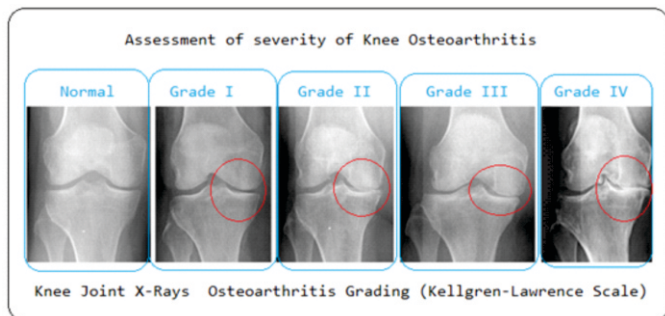 Assessment of severity of Knee Osteoarthritis
Normal Grade I Grade II Grade III Grade IV
Knee Joint X-Rays Osteoarthritis Grading (Kellgren-Lawrence Scale)